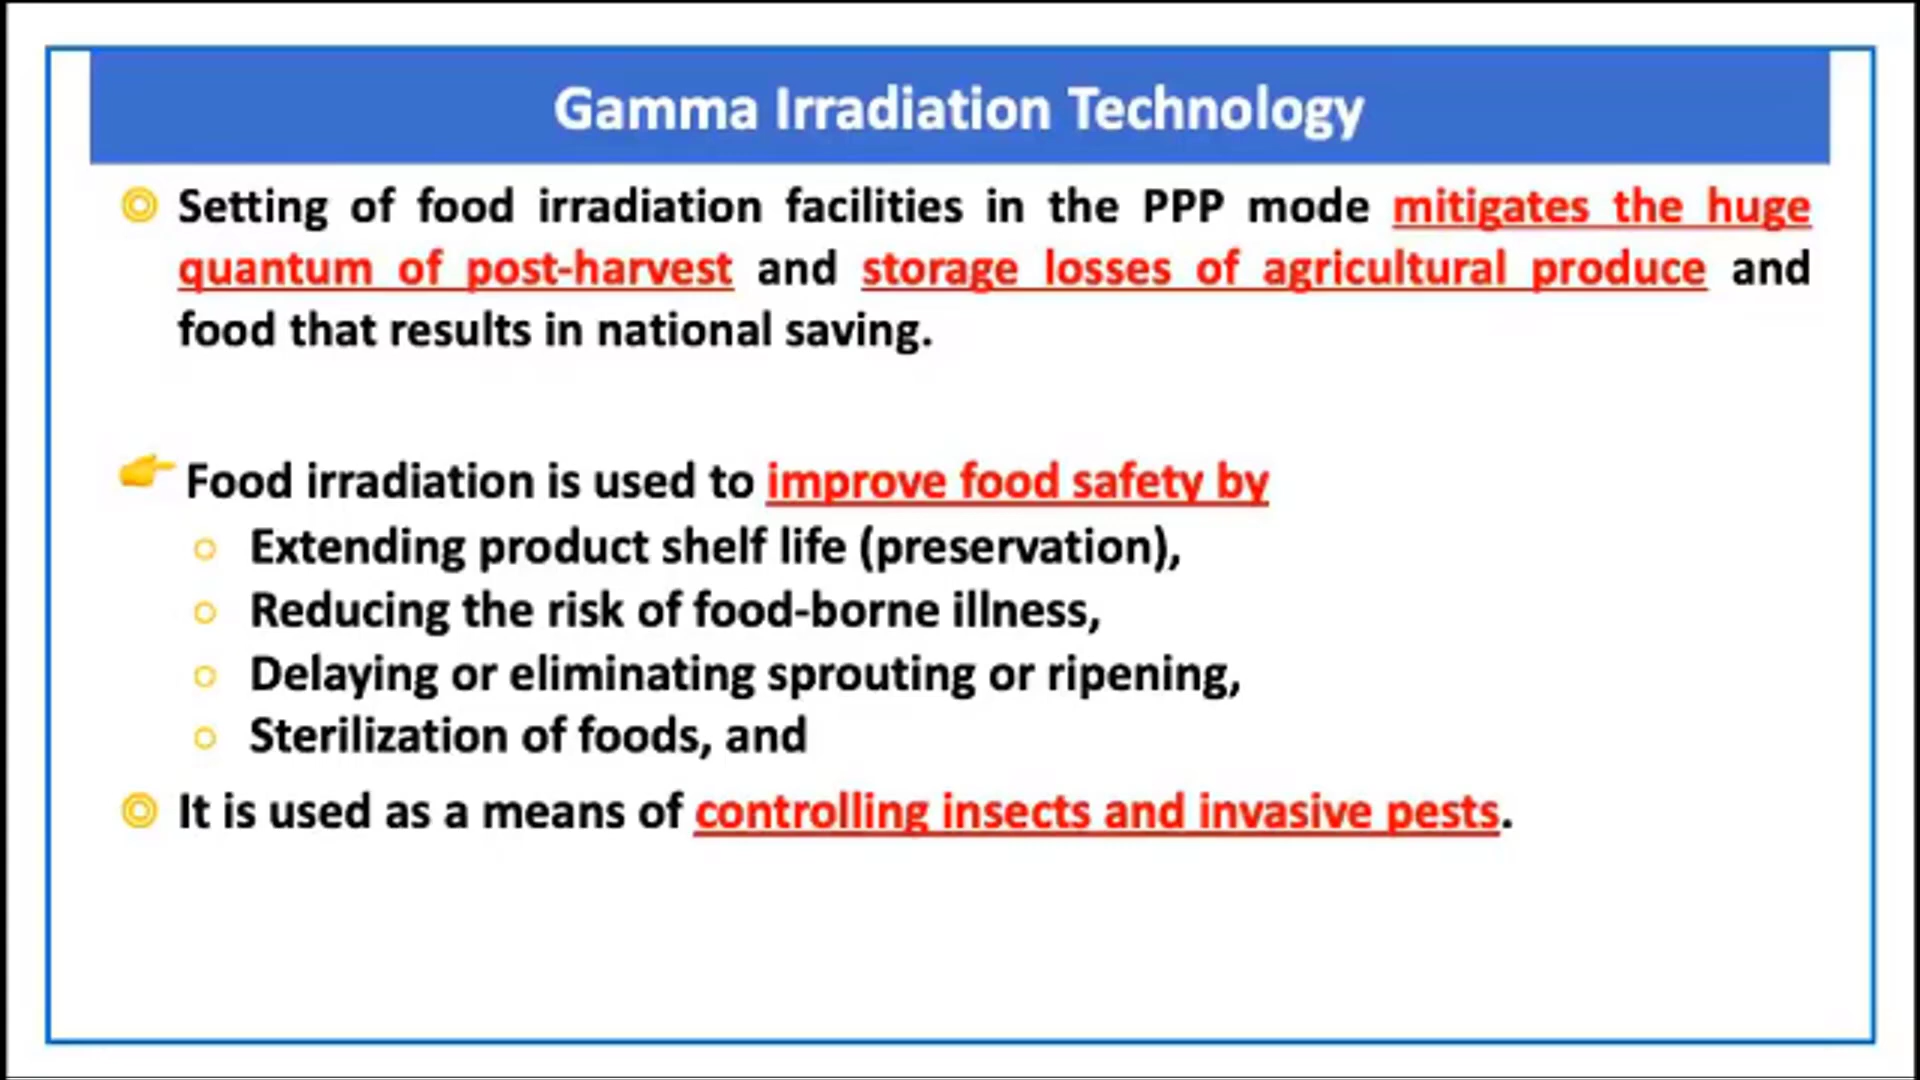 Gamma Irradiation Technology
Setting of food irradiation facilities in the PPP mode mitigates the huge
quantum of post-harvest and storage losses of agricultural produce and
food that results in national saving.
Food irradiation is used to improve food safety by
Extending product shelf life (preservation),
Reducing the risk of food-borne illness,
Delaying or eliminating sprouting or ripening,
Sterilization of foods, and
It is used as a means of controlling insects and invasive pests.